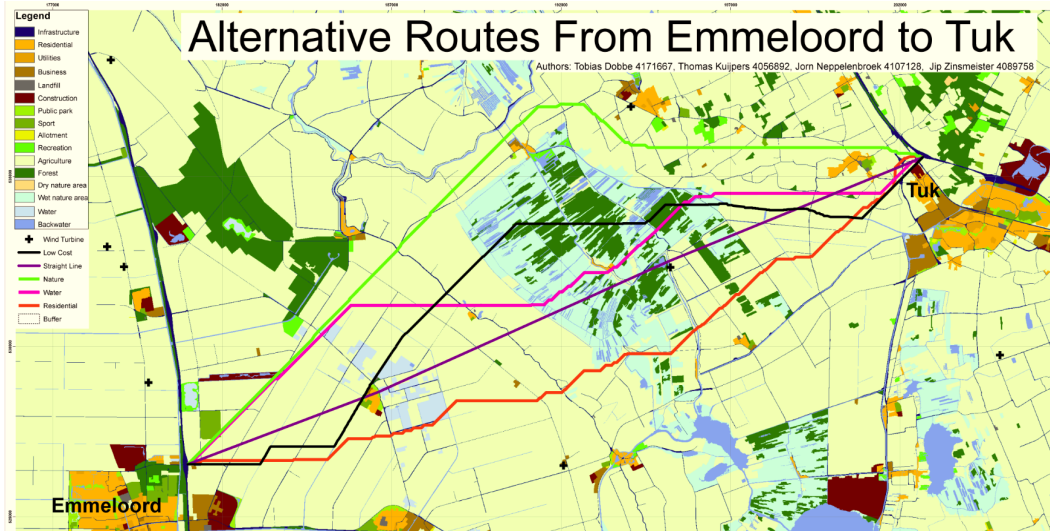 Alternative Routes From Emmeloord to Tuk
Authors: Tobias Dobbe 4171667, Thomas Kuijpers 4056892, Jorn Neppelenbroek 4107128, Jip Zinsmeister 4089758
Legend
Infrastructure
Residential
Utilities
Business
Landfill
Construction
Public park
Sport
Allotment
Recreation
Agriculture
Forest
Dry nature area
Wet nature area
Water
Backwater
Wind Turbine
Low Cost
Straight Line
Nature
Water
Residential
Buffer
Tuk
Emmeloord